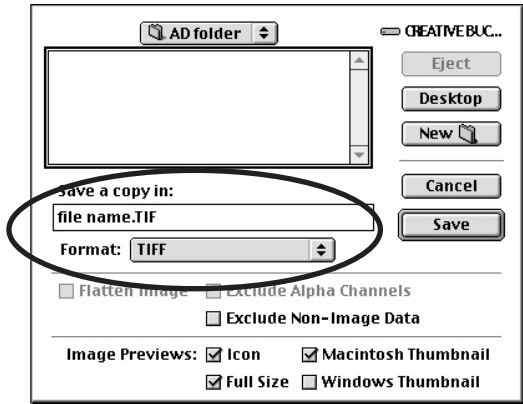 AD folder
CREATIVE BUC...
Eject
Desktop
New
Save a copy in:
Cancel
file name.TIF
Save
Format: TIFF
Flatten Image Exclude Alpha Channels
Exclude Non-Image Data
Image Previews: Icon Macintosh Thumbnail
Full Size Windows Thumbnail